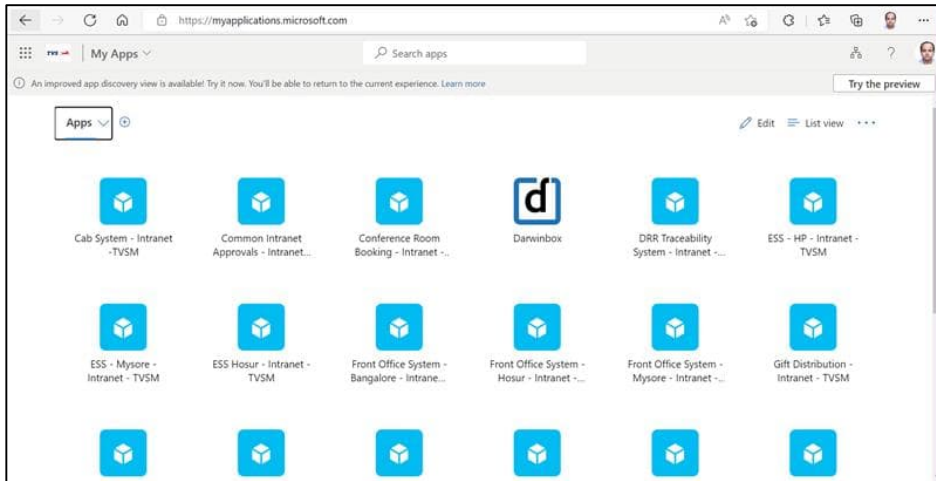 https://myapplications.microsoft.com
TVS My Apps Search apps
An improved app discovery view is available! Try it now. You'll be able to return to the current experience. Learn more Try the preview
Apps Edit List view
Cab System - Intranet
-TVSM
Common Intranet
Approvals - Intranet...
Conference Room
Booking - Intranet -...
d
Darwinbox
DRR Traceability
System - Intranet -...
ESS - HP - Intranet -
TVSM
ESS - Mysore -
Intranet - TVSM
ESS Hosur - Intranet -
TVSM
Front Office System -
Bangalore - Intrane...
Front Office System -
Hosur - Intranet -...
Front Office System -
Mysore - Intranet -...
Gift Distribution -
Intranet - TVSM